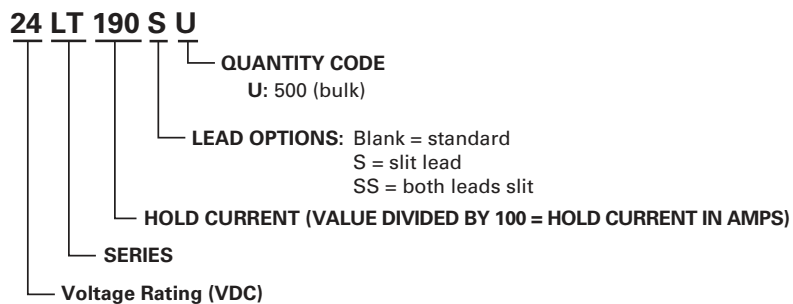 24 LT 190 S U
QUANTITY CODE
U: 500 (bulk)
LEAD OPTIONS: Blank = standard
S = slit lead
SS = both leads slit
HOLD CURRENT (VALUE DIVIDED BY 100 = HOLD CURRENT IN AMPS)
SERIES
Voltage Rating (VDC)